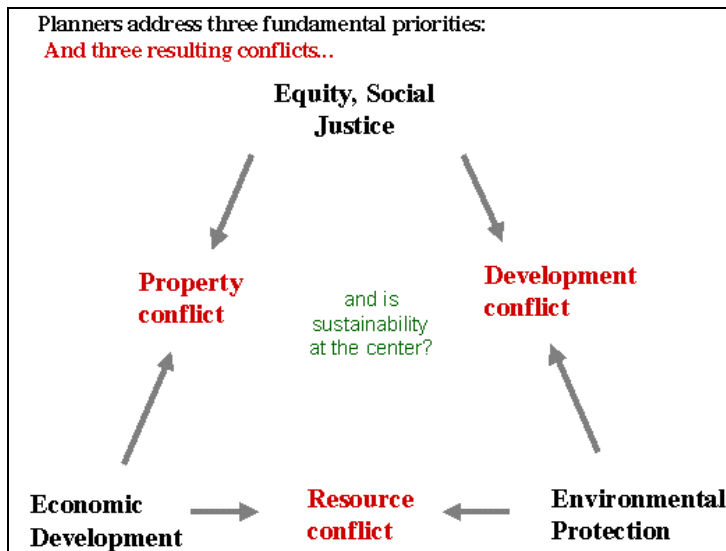 Planners address three fundamental priorities:
And three resulting conflicts...
Equity, Social
Justice
Property
conflict
and is
sustainability
at the center?
Development
conflict
Economic
Development
Resource
conflict
Environmental
Protection